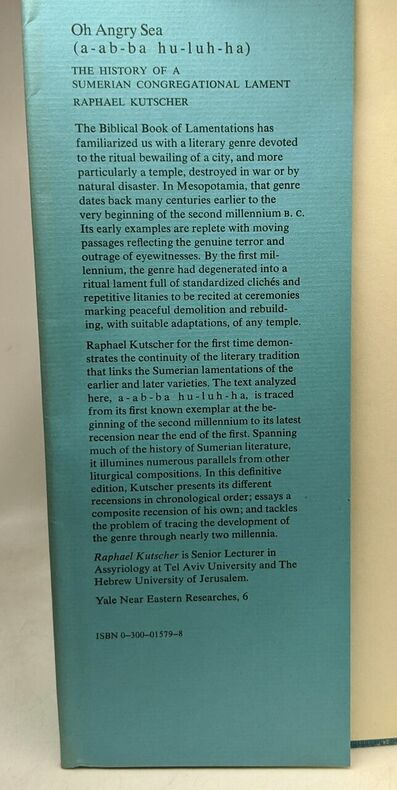 Oh Angry Sea
(a-ab-ba hu-luh-ha)
THE HISTORY OF A
SUMERIAN CONGREGATIONAL LAMENT
RAPHAEL KUTSCHER
The Biblical Book of Lamentations has
familiarized us with a literary genre devoted
to the ritual bewailing of a city, and more
particularly a temple, destroyed in war or by
natural disaster. In Mesopotamia, that genre
dates back many centuries earlier to the
very beginning of the second millennium B. C.
Its early examples are replete with moving
passages reflecting the genuine terror and
outrage of eyewitnesses. By the first mil-
lennium, the genre had degenerated into a
ritual lament full of standardized clichés and
repetitive litanies to be recited at ceremonies
marking peaceful demolition and rebuild-
ing, with suitable adaptations, of any temple.
Raphael Kutscher for the first time demon-
strates the continuity of the literary tradition
that links the Sumerian lamentations of the
earlier and later varieties. The text analyzed
here, a-ab-ba hu-luh-ha, is traced
from its first known exemplar at the be-
ginning of the second millennium to its latest
recension near the end of the first. Spanning
much of the history of Sumerian literature,
it illumines numerous parallels from other
liturgical compositions. In this definitive
edition, Kutscher presents its different
recensions in chronological order; essays a
composite recension of his own; and tackles
the problem of tracing the development of
the genre through nearly two millennia.
Raphael Kutscher is Senior Lecturer in
Assyriology at Tel Aviv University and The
Hebrew University of Jerusalem.
Yale Near Eastern Researches, 6
ISBN 0-300-01579-8